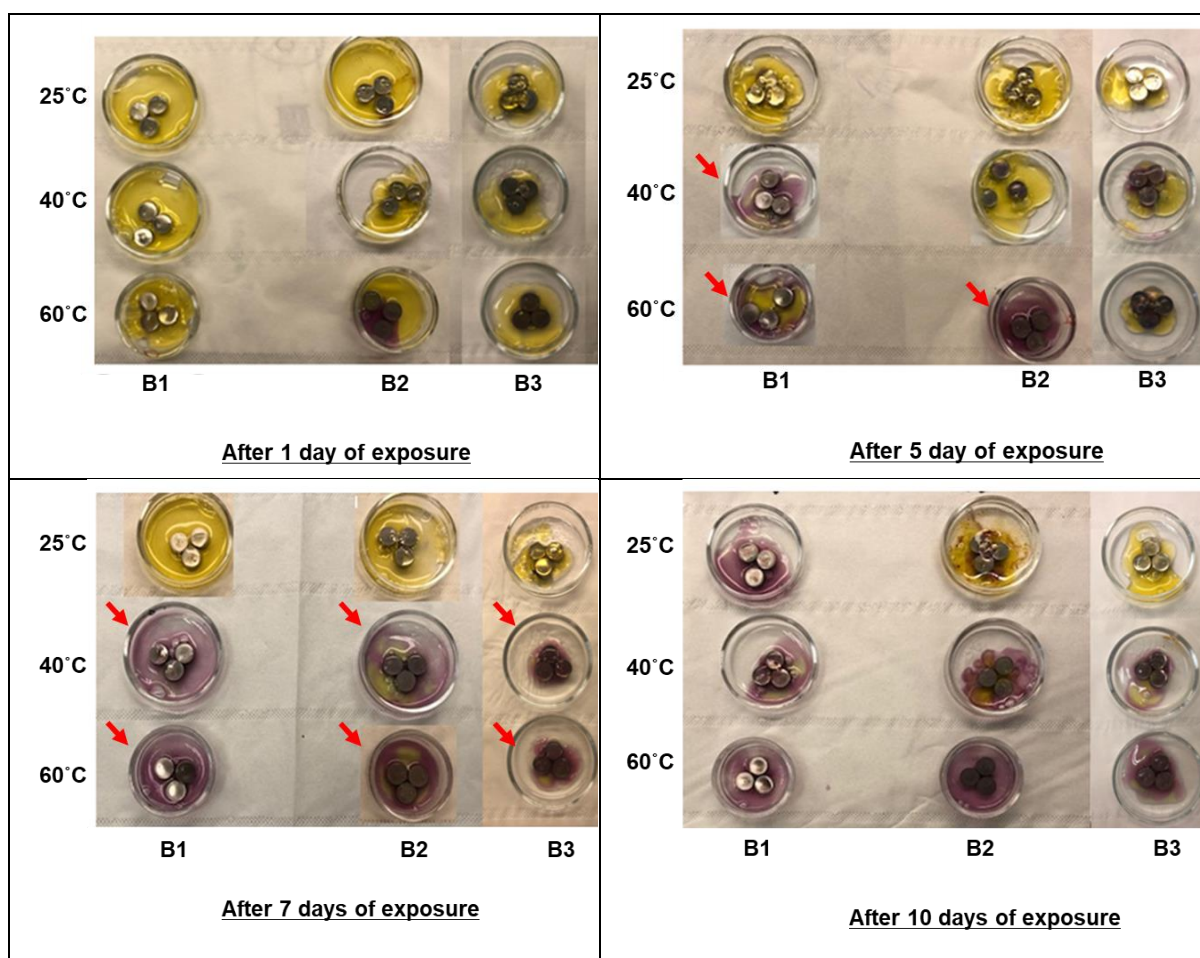 25˚C
40˚C
60˚C
B1 B2 B3
After 1 day of exposure
25˚C
40˚C
60˚C
B1 B2 B3
After 5 day of exposure
25˚C
40˚C
60˚C
B1 B2 B3
After 7 days of exposure
25˚C
40˚C
60˚C
B1 B2 B3
After 10 days of exposure